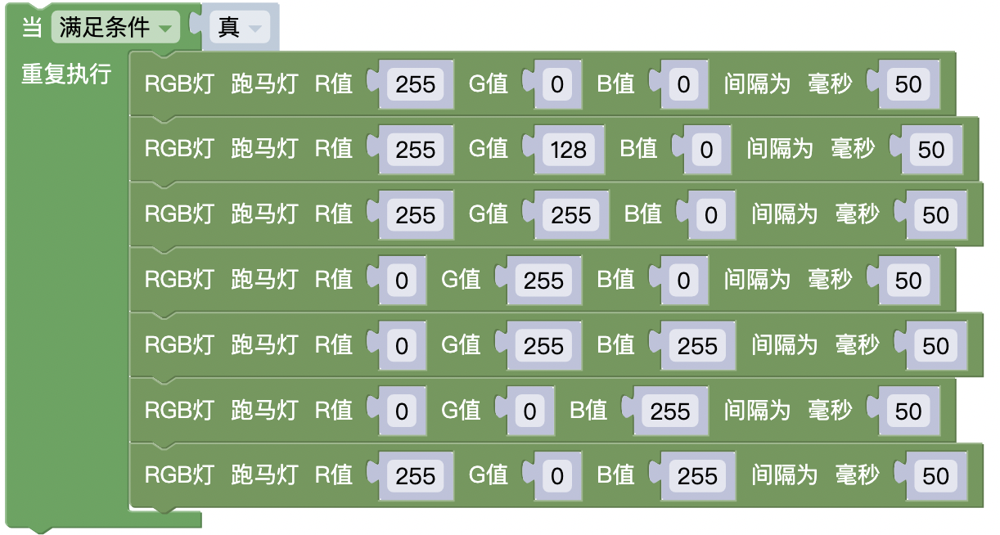 当 满足条件 真
重复执行
RGB灯 跑马灯 R值 255 G值 0 B值 0 间隔为 毫秒 50
RGB灯 跑马灯 R值 255 G值 128 B值 0 间隔为 毫秒 50
RGB灯 跑马灯 R值 255 G值 255 B值 0 间隔为 毫秒 50
RGB灯 跑马灯 R值 0 G值 255 B值 0 间隔为 毫秒 50
RGB灯 跑马灯 R值 0 G值 255 B值 255 间隔为 毫秒 50
RGB灯 跑马灯 R值 0 G值 0 B值 255 间隔为 毫秒 50
RGB灯 跑马灯 R值 255 G值 0 B值 255 间隔为 毫秒 50